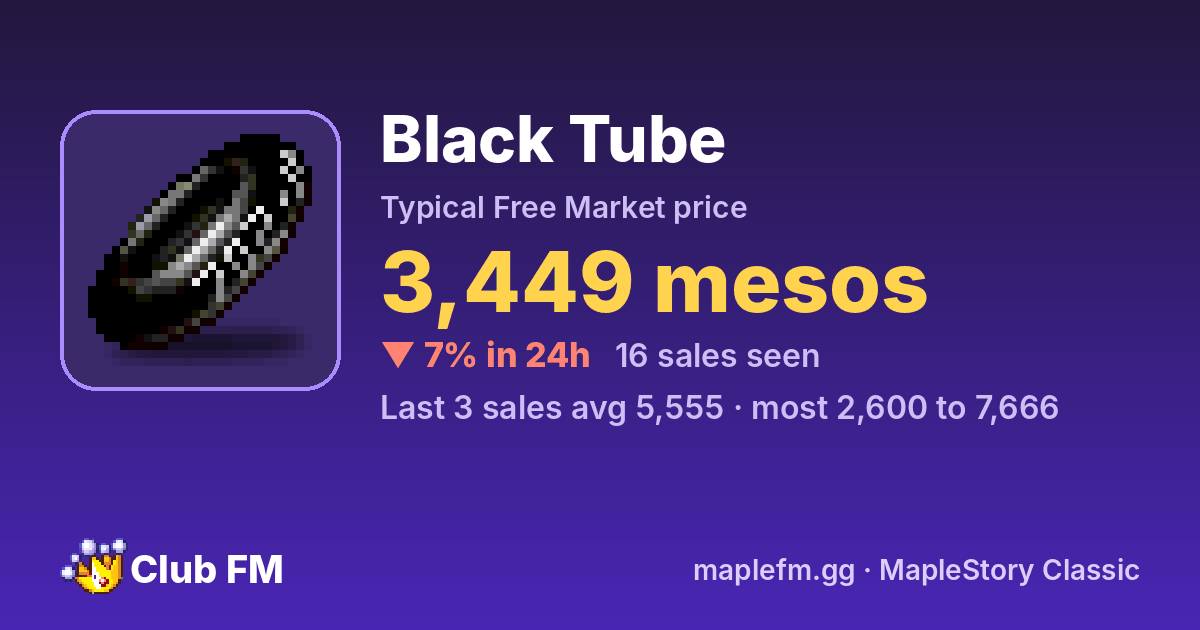 Black Tube
Typical Free Market price
3,449 mesos
▼ 7% in 24h 16 sales seen
Last 3 sales avg 5,555 · most 2,600 to 7,666
Club FM
maplefm.gg · MapleStory Classic